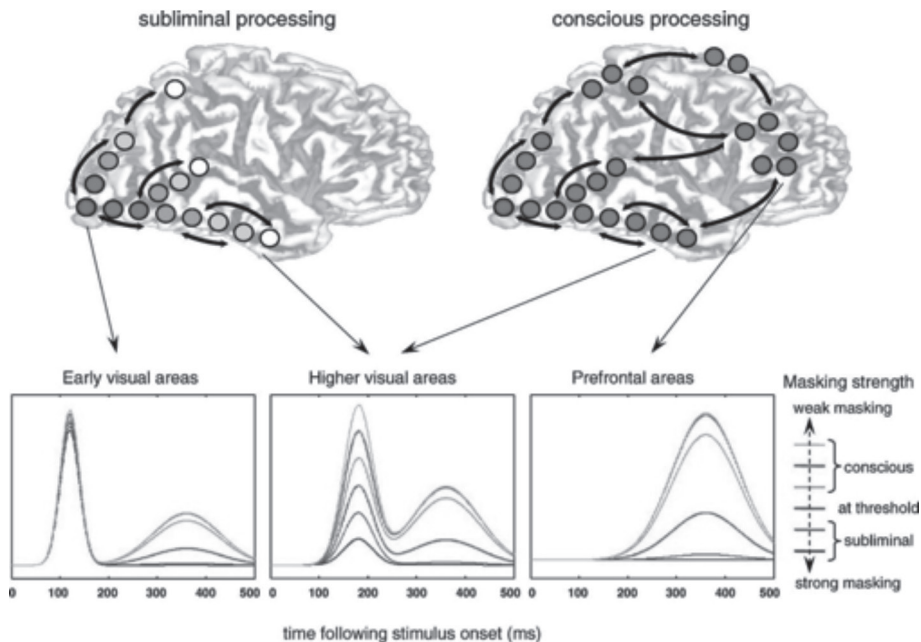 subliminal processing
conscious processing
Early visual areas
Higher visual areas
Prefrontal areas
0 100 200 300 400 500
0 100 200 300 400 500
0 100 200 300 400 500
time following stimulus onset (ms)
Masking strength
weak masking
conscious
at threshold
subliminal
strong masking